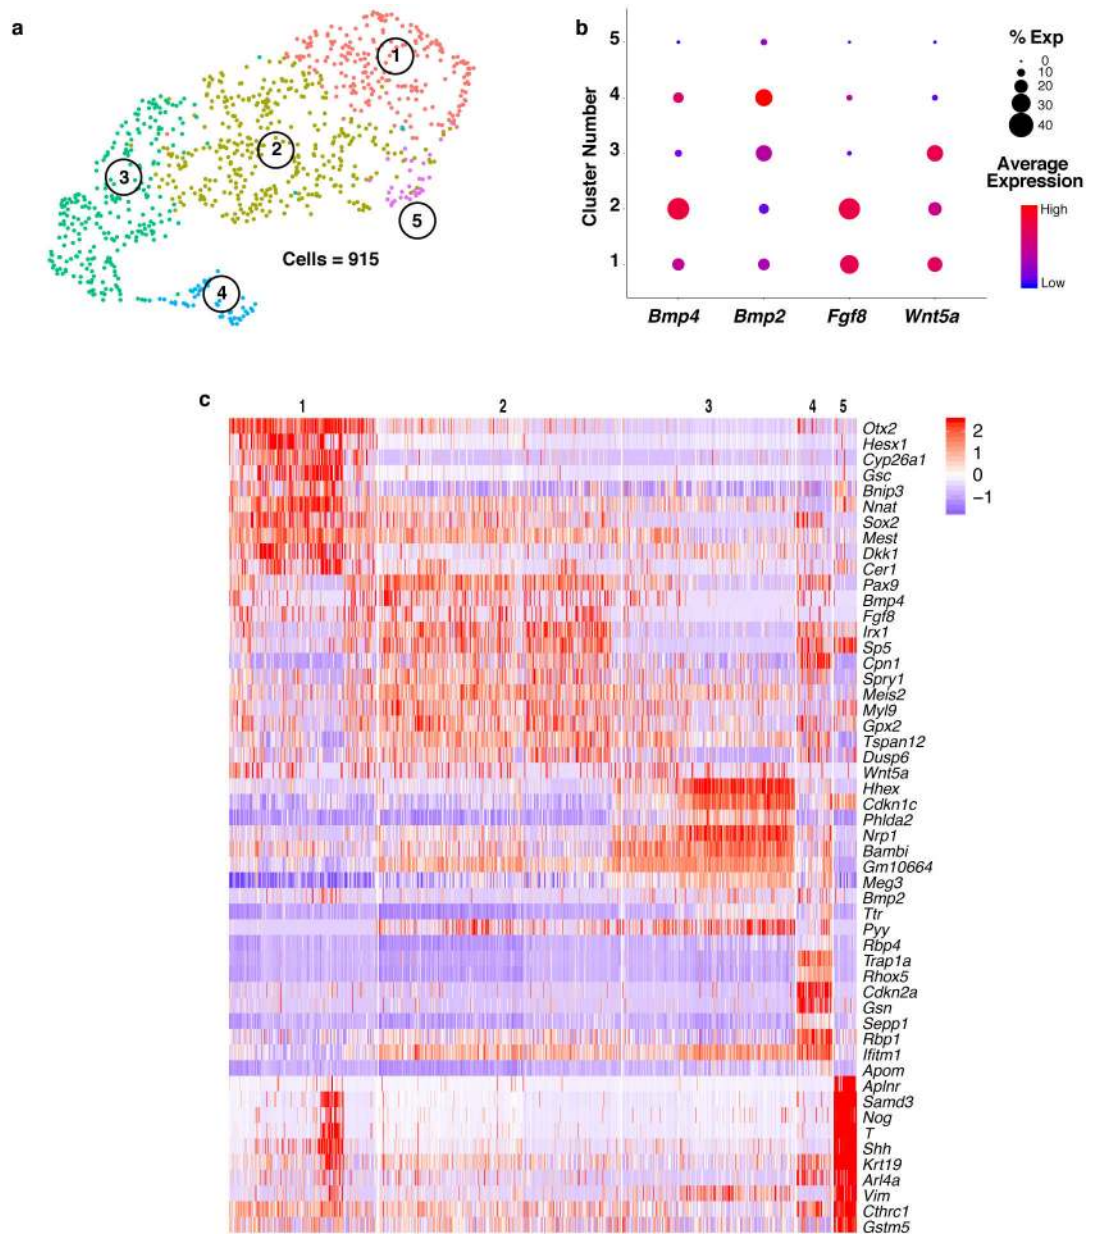 a
1
2
3
4
5
Cells = 915
b
Cluster Number
5
4
3
2
1
Bmp4 Bmp2 Fgf8 Wnt5a
% Exp
0
10
20
30
40
Average
Expression
High
Low
c
1 2 3 4 5
Otx2
Hesx1
Cyp26a1
Gsc
Bnip3
Nnat
Sox2
Mest
Dkk1
Cer1
Pax9
Bmp4
Fgf8
Irx1
Sp5
Cpn1
Spry1
Meis2
Myl9
Gpx2
Tspan12
Dusp6
Wnt5a
Hhex
Cdkn1c
Phlda2
Nrp1
Bambi
Gm10664
Meg3
Bmp2
Ttr
Pyy
Rbp4
Trap1a
Rhox5
Cdkn2a
Gsn
Sepp1
Rbp1
Ifitm1
Apom
Aplnr
Samd3
Nog
T
Shh
Krt19
Arl4a
Vim
Cthrc1
Gstm5
2
1
0
−1